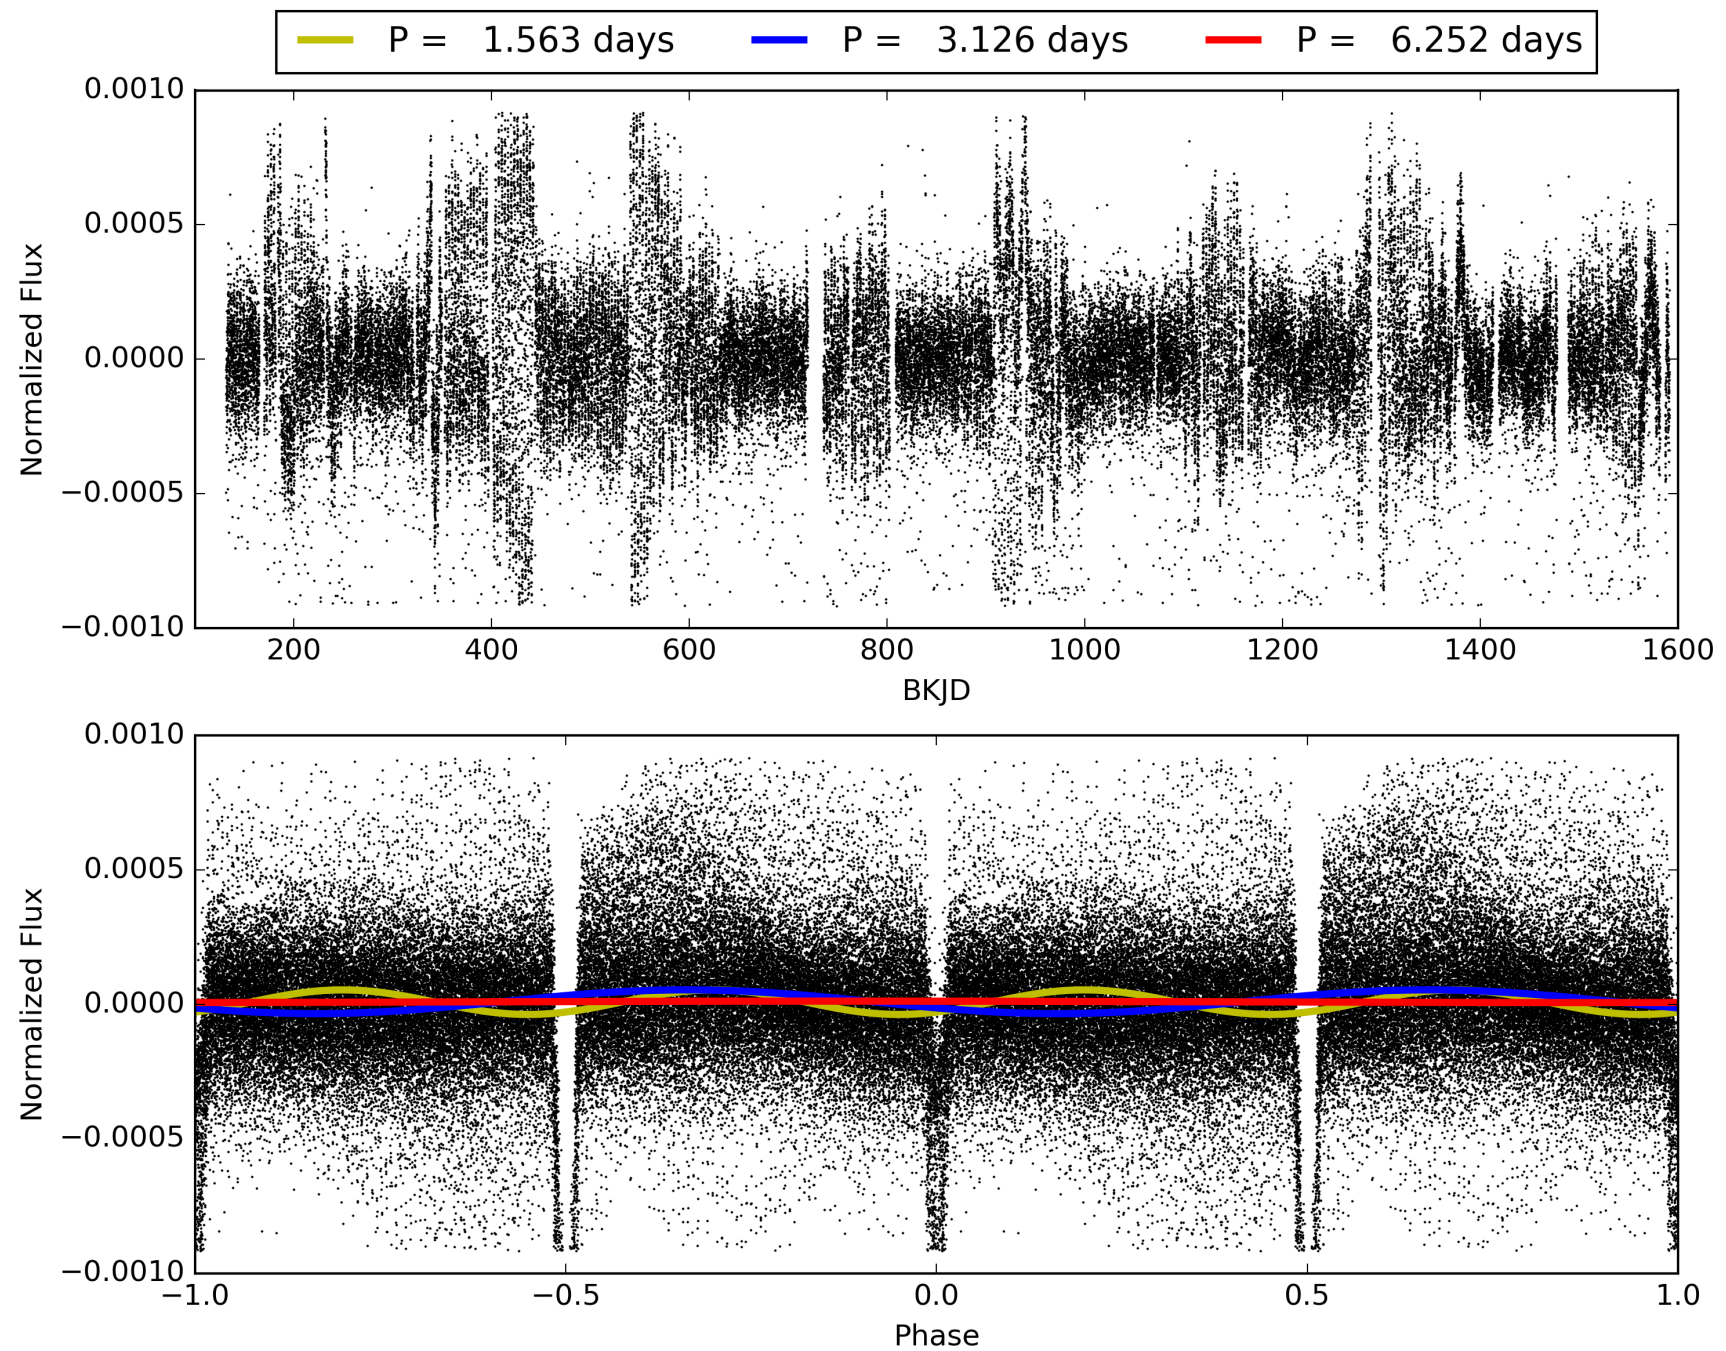 P = 1.563 days P = 3.126 days P = 6.252 days
0.0010
0.0005
0.0000
−0.0005
−0.0010
Normalized Flux
200 400 600 800 1000 1200 1400 1600
BKJD
0.0010
0.0005
0.0000
−0.0005
−0.0010
Normalized Flux
−1.0 −0.5 0.0 0.5 1.0
Phase